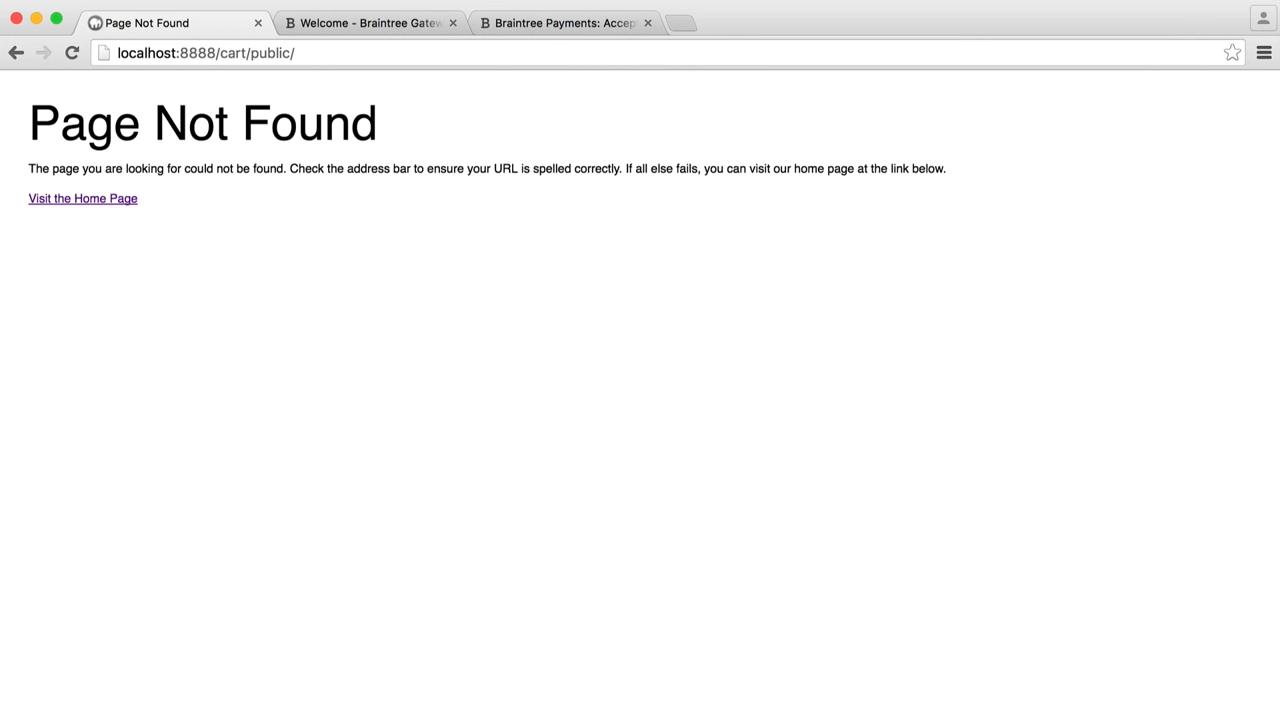 Page Not Found
Welcome - Braintree Gatew
Braintree Payments: Accep
localhost:8888/cart/public/
Page Not Found
The page you are looking for could not be found. Check the address bar to ensure your URL is spelled correctly. If all else fails, you can visit our home page at the link below.
Visit the Home Page